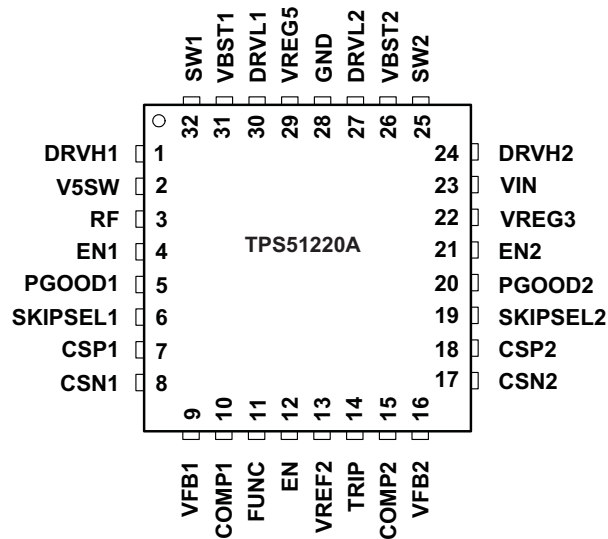 SW1
VBST1
DRVL1
VREG5
GND
DRVL2
VBST2
SW2
32
31
30
29
28
27
26
25
DRVH1 1
V5SW 2
RF 3
EN1 4
PGOOD1 5
SKIPSEL1 6
CSP1 7
CSN1 8
TPS51220A
24 DRVH2
23 VIN
22 VREG3
21 EN2
20 PGOOD2
19 SKIPSEL2
18 CSP2
17 CSN2
9
10
11
12
13
14
15
16
VFB1
COMP1
FUNC
EN
VREF2
TRIP
COMP2
VFB2